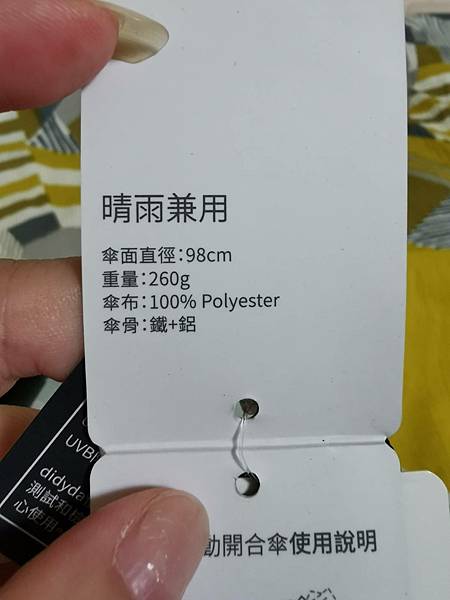 晴雨兼用
傘面直徑:98cm
重量:260g
傘布:100% Polyester
傘骨:鐵+鋁
UVBl
didyda
測試和
心使用
動開合傘使用說明